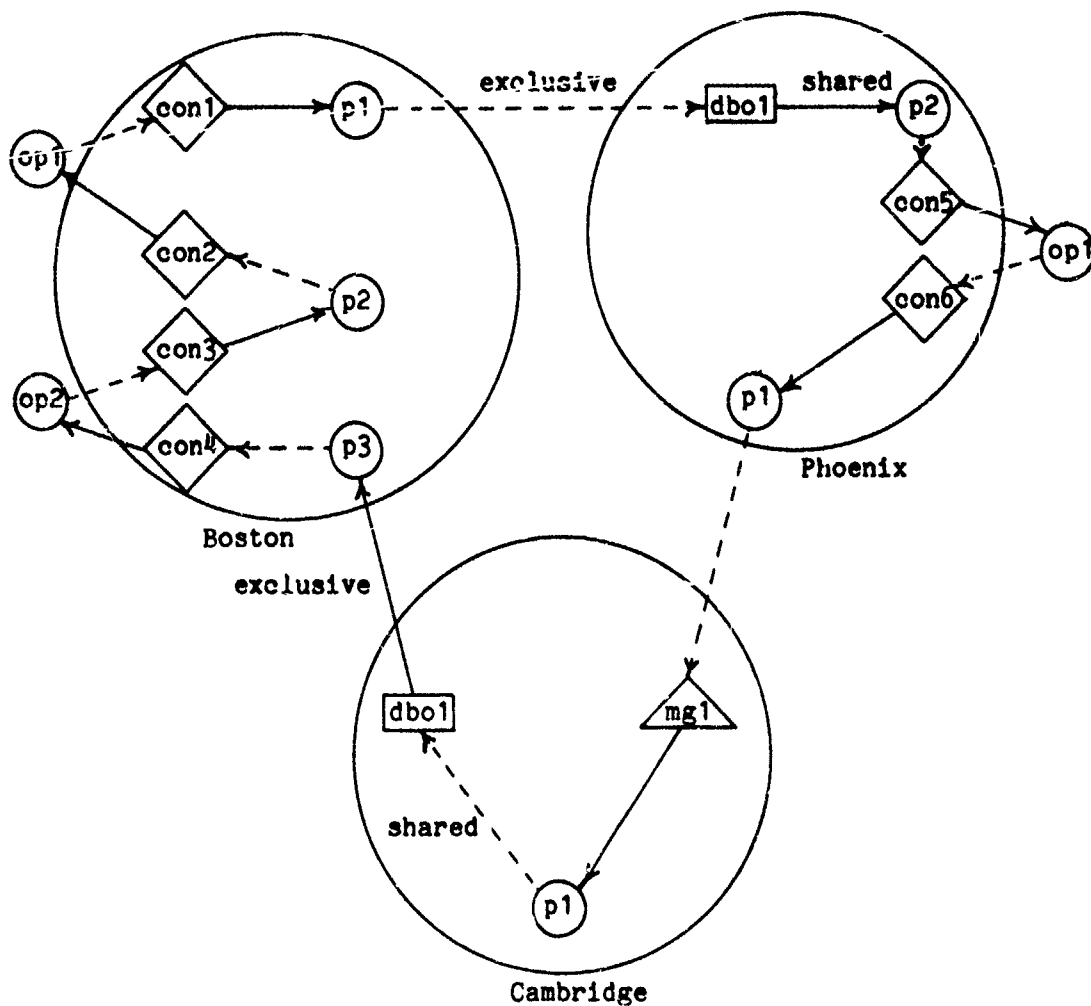 exclusive
shared
con1
p1
dbo1
p2
op1
con5
con2
op1
p2
con6
con3
op2
p1
con4
p3
Phoenix
Boston
exclusive
dbo1
mg1
shared
p1
Cambridge